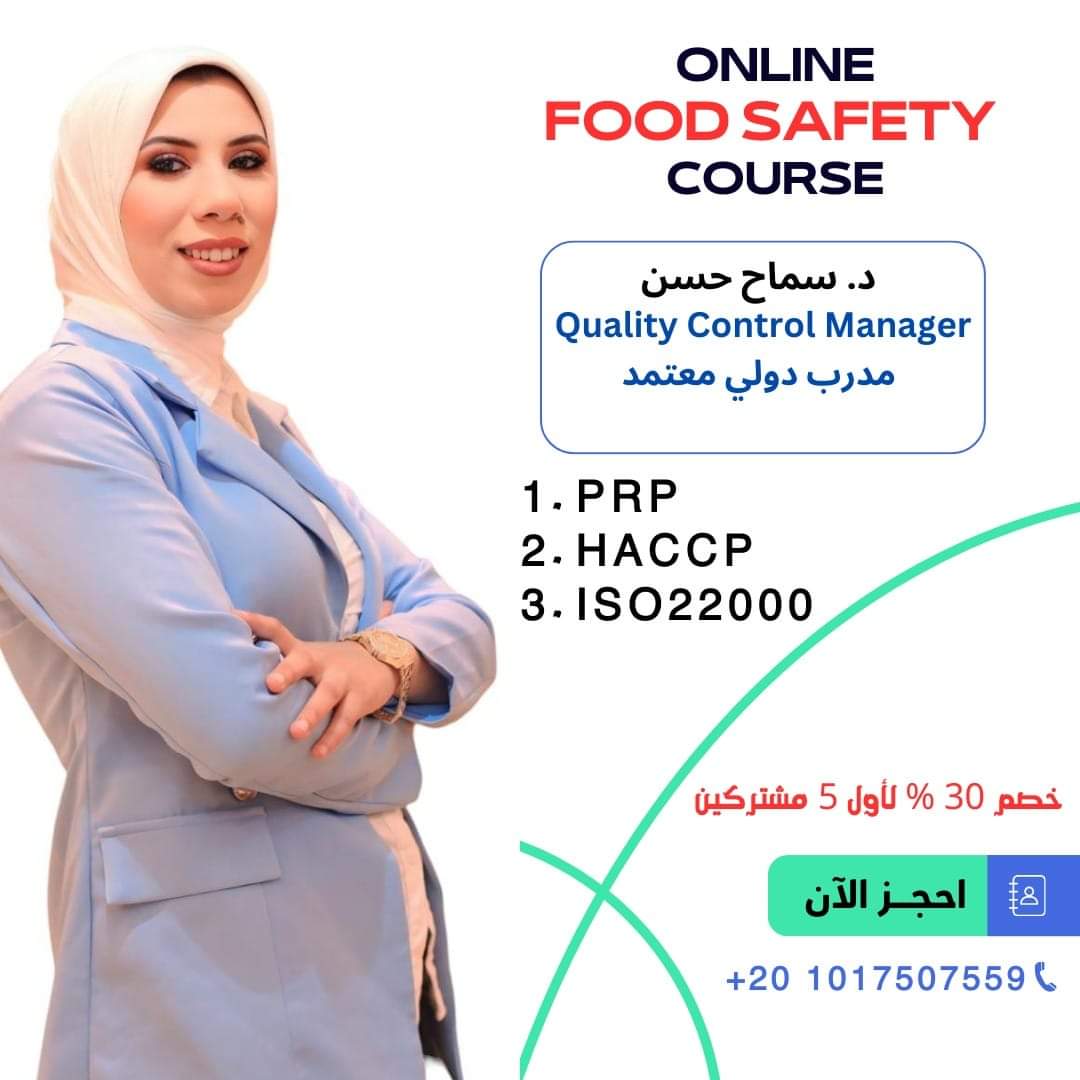 ONLINE
FOOD SAFETY
COURSE
د. سماح حسن
Quality Control Manager
مدرب دولي معتمد
1. PRP
2. HACCP
3. ISO22000
خصم 30 % لأول 5 مشتركين
احجز الآن
+20 1017507559